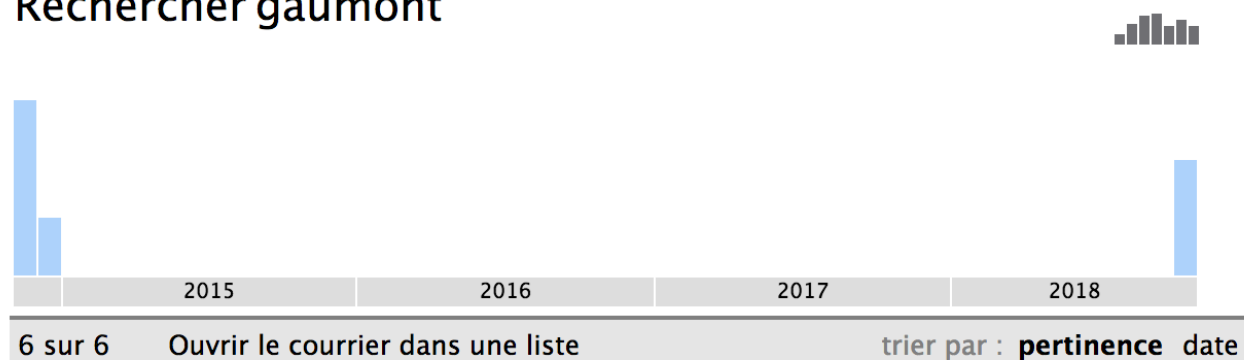 Rechercher gaumont
2015 2016 2017 2018
6 sur 6 Ouvrir le courrier dans une liste trier par : pertinence date